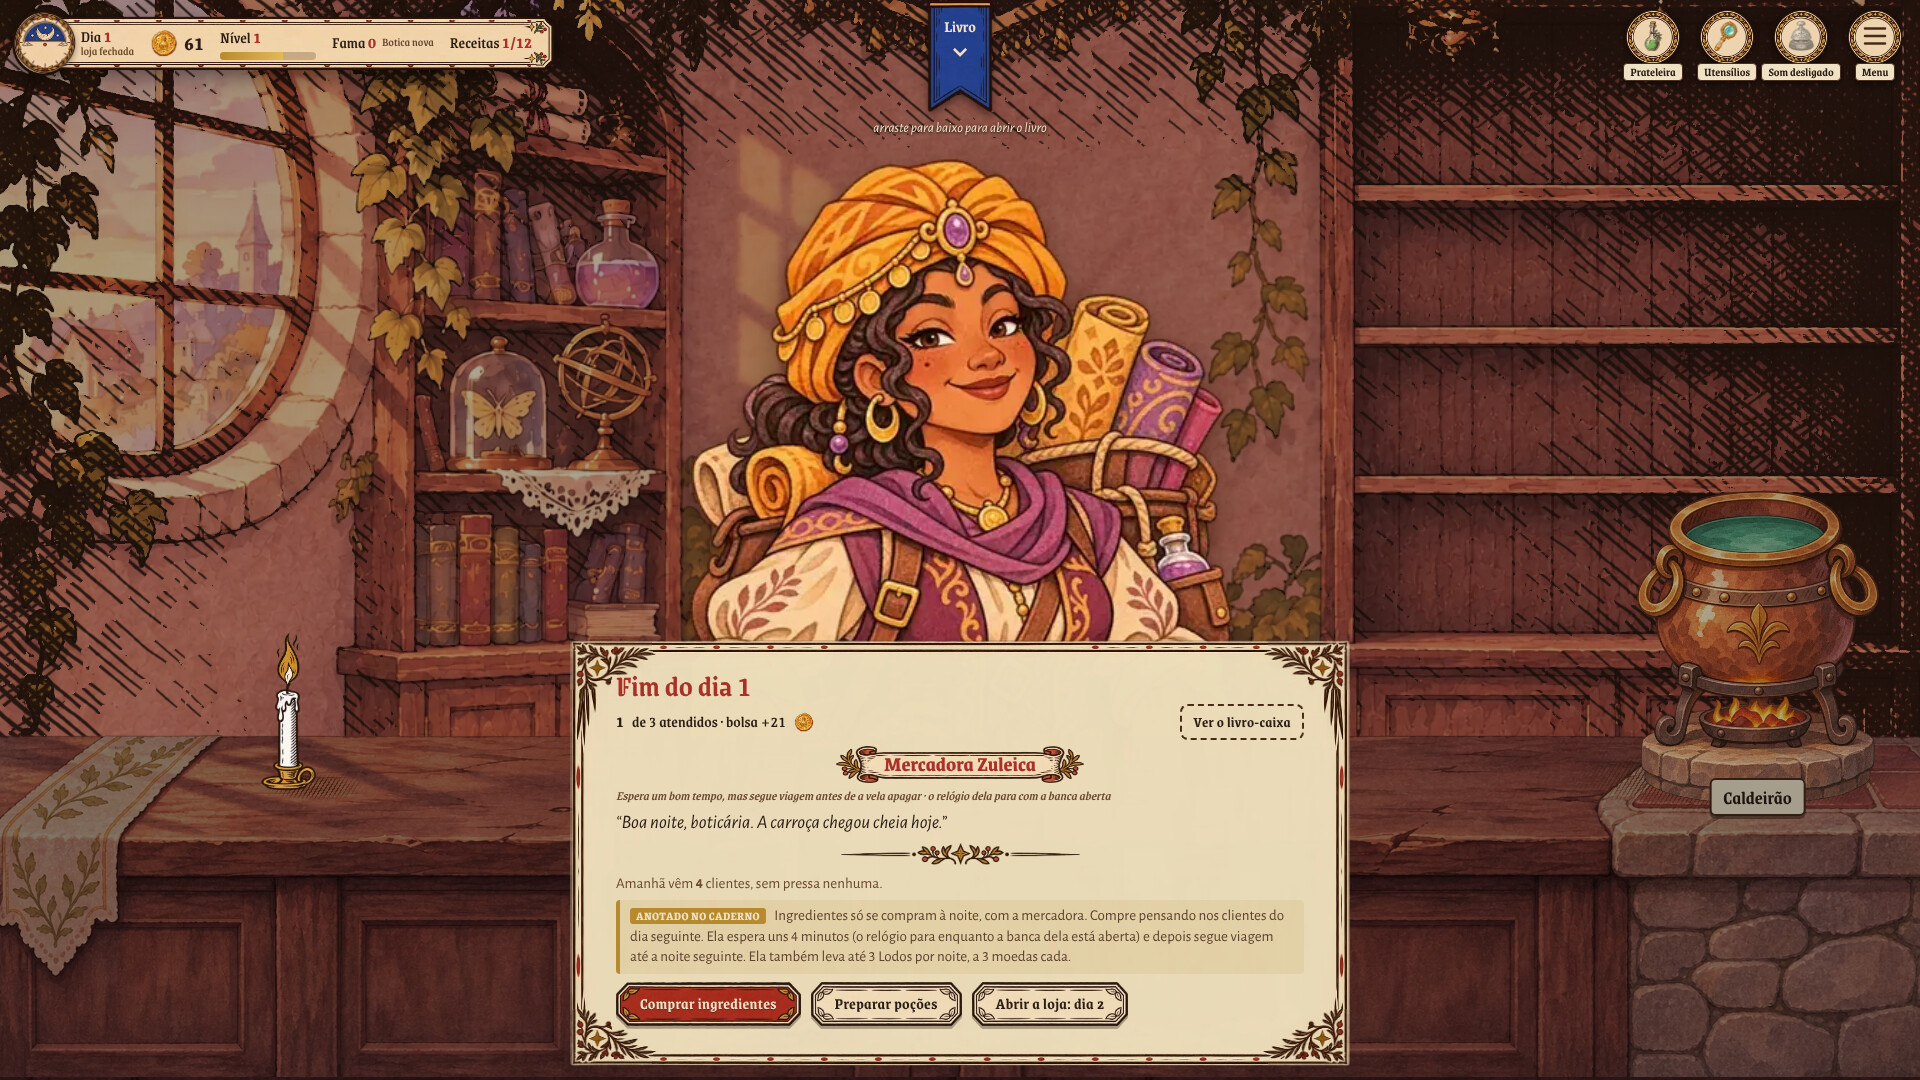 Dia 1
loja fechada
61
Nível 1
Fama 0 Botica nova
Receitas 1/12
Livro
arraste para baixo para abrir o livro
Prateleira
Utensílios
Som desligado
Menu
Fim do dia 1
1 de 3 atendidos · bolsa +21
Ver o livro-caixa
Mercadora Zuleica
Espera um bom tempo, mas segue viagem antes de a vela apagar · o relógio dela para com a banca aberta
“Boa noite, boticária. A carroça chegou cheia hoje.”
Amanhã vêm 4 clientes, sem pressa nenhuma.
ANOTADO NO CADERNO Ingredientes só se compram à noite, com a mercadora. Compre pensando nos clientes do
dia seguinte. Ela espera uns 4 minutos (o relógio para enquanto a banca dela está aberta) e depois segue viagem
até a noite seguinte. Ela também leva até 3 Lodos por noite, a 3 moedas cada.
Comprar ingredientes
Preparar poções
Abrir a loja: dia 2
Caldeirão